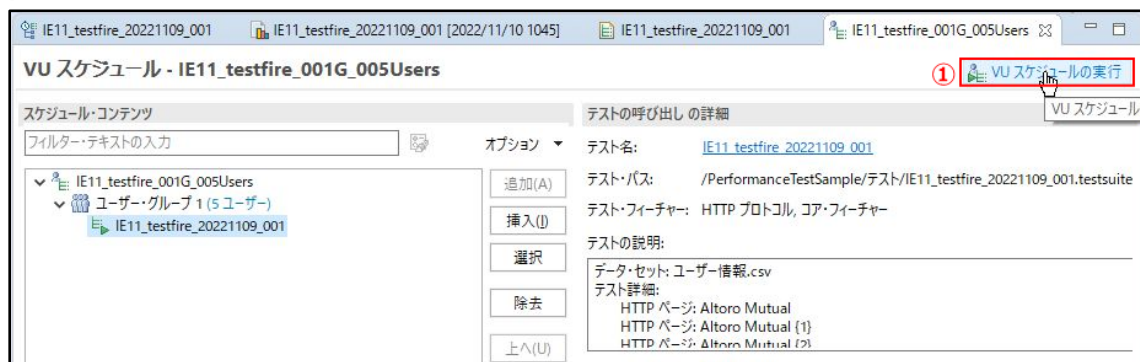 IE11_testfire_20221109_001 IE11_testfire_20221109_001 [2022/11/10 1045] IE11_testfire_20221109_001 IE11_testfire_001G_005Users
VU スケジュール - IE11_testfire_001G_005Users
① VU スケジュールの実行
VU スケジュール
スケジュール・コンテンツ
フィルター・テキストの入力
オプション
IE11_testfire_001G_005Users
ユーザー・グループ 1 (5 ユーザー)
IE11_testfire_20221109_001
追加(A)
挿入(I)
選択
除去
上へ(U)
テストの呼び出し の詳細
テスト名: IE11_testfire_20221109_001
テスト・パス: /PerformanceTestSample/テスト/IE11_testfire_20221109_001.testsuite
テスト・フィーチャー: HTTP プロトコル, コア・フィーチャー
テストの説明:
データ・セット: ユーザー情報.csv
テスト詳細:
HTTP ページ: Altoro Mutual
HTTP ページ: Altoro Mutual {1}
HTTP ページ: Altoro Mutual {2}